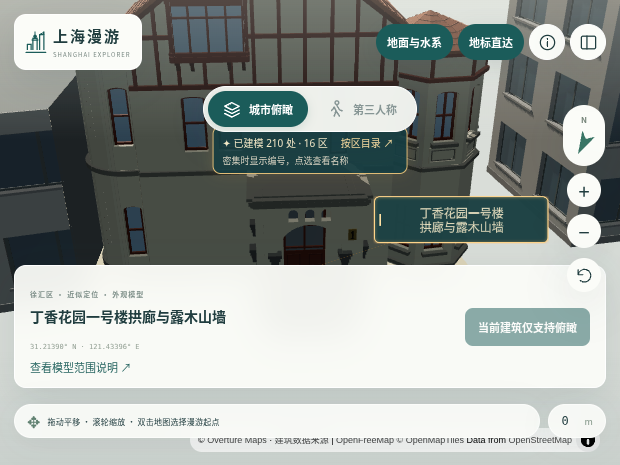 上海漫游
SHANGHAI EXPLORER
地面与水系
地标直达
城市俯瞰
第三人称
✦ 已建模 210 处 · 16 区 按区目录 ↗
密集时显示编号，点选查看名称
N
丁香花园一号楼
拱廊与露木山墙
+
−
徐汇区 · 近似定位 · 外观模型
丁香花园一号楼拱廊与露木山墙
31.21390° N · 121.43396° E
查看模型范围说明 ↗
当前建筑仅支持俯瞰
拖动平移 · 滚轮缩放 · 双击地图选择漫游起点
0 m
© Overture Maps · 建筑数据来源 | OpenFreeMap © OpenMapTiles Data from OpenStreetMap